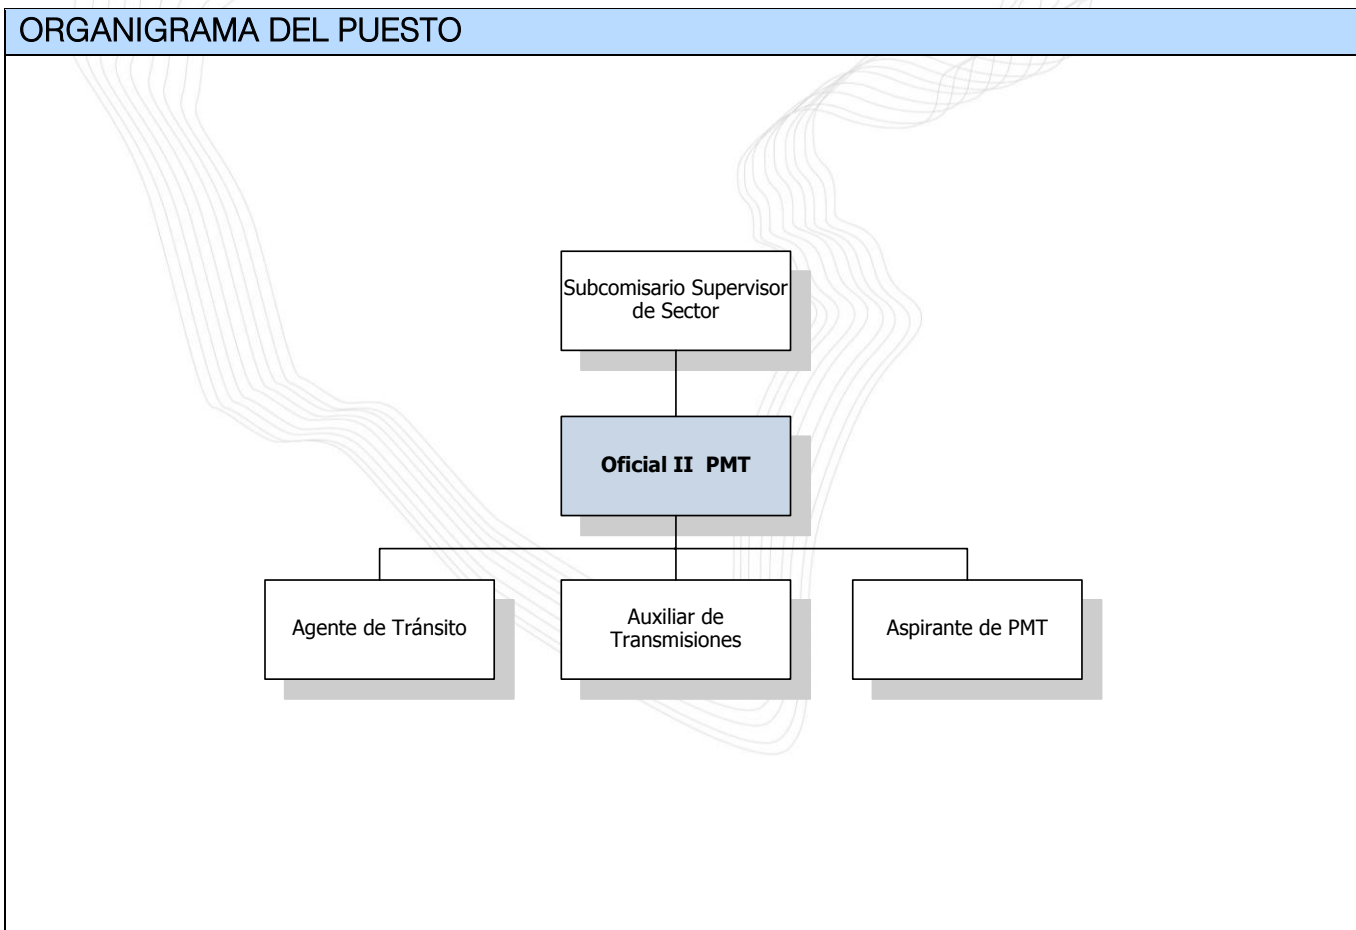 ORGANIGRAMA DEL PUESTO
Subcomisario Supervisor
de Sector
Oficial II  PMT
Agente de Tránsito
Auxiliar de
Transmisiones
Aspirante de PMT